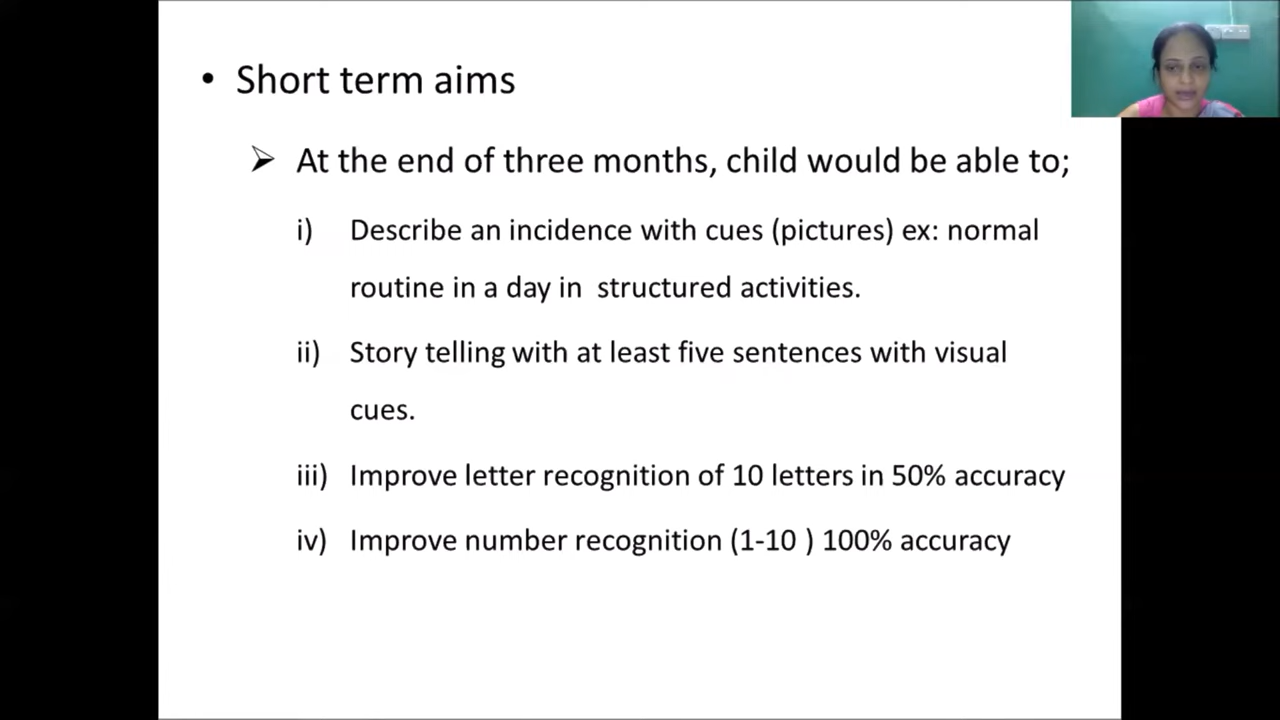 • Short term aims
➢ At the end of three months, child would be able to;
i) Describe an incidence with cues (pictures) ex: normal
routine in a day in structured activities.
ii) Story telling with at least five sentences with visual
cues.
iii) Improve letter recognition of 10 letters in 50% accuracy
iv) Improve number recognition (1-10 ) 100% accuracy